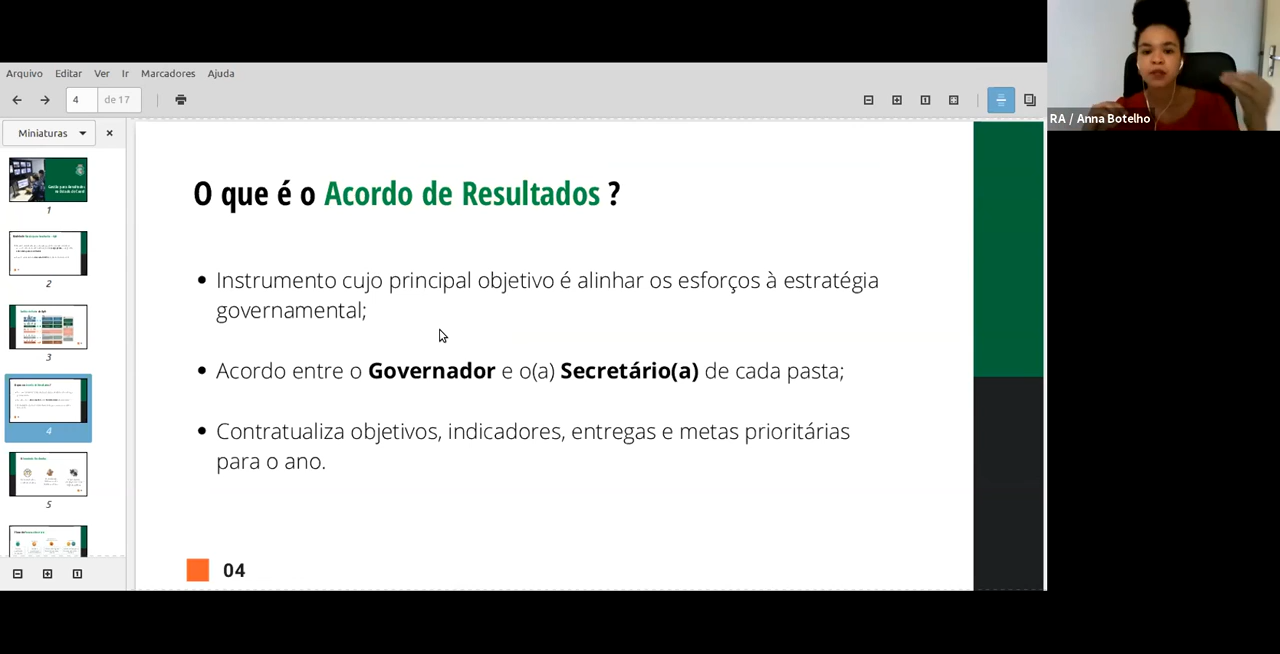 Arquivo Editar Ver Ir Marcadores Ajuda
4 de 17
Miniaturas
1
2
3
4
5
O que é o Acordo de Resultados ?
• Instrumento cujo principal objetivo é alinhar os esforços à estratégia
governamental;
• Acordo entre o Governador e o(a) Secretário(a) de cada pasta;
• Contratualiza objetivos, indicadores, entregas e metas prioritárias
para o ano.
04
RA / Anna Botelho